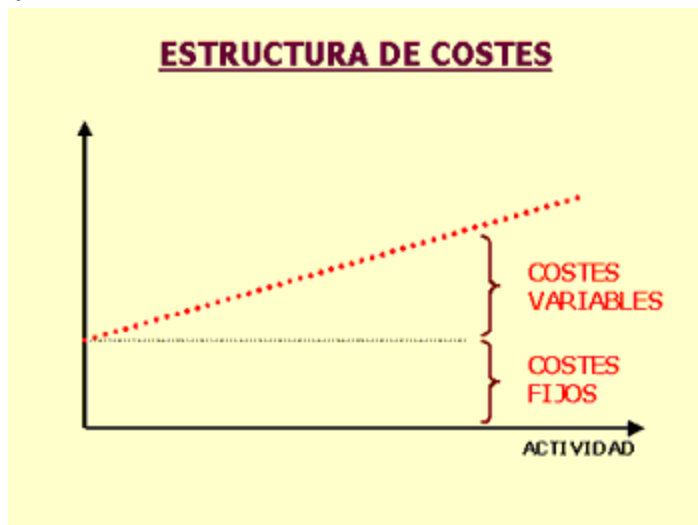 ESTRUCTURA DE COSTES
COSTES
VARIABLES
COSTES
FIJOS
ACTIVIDAD